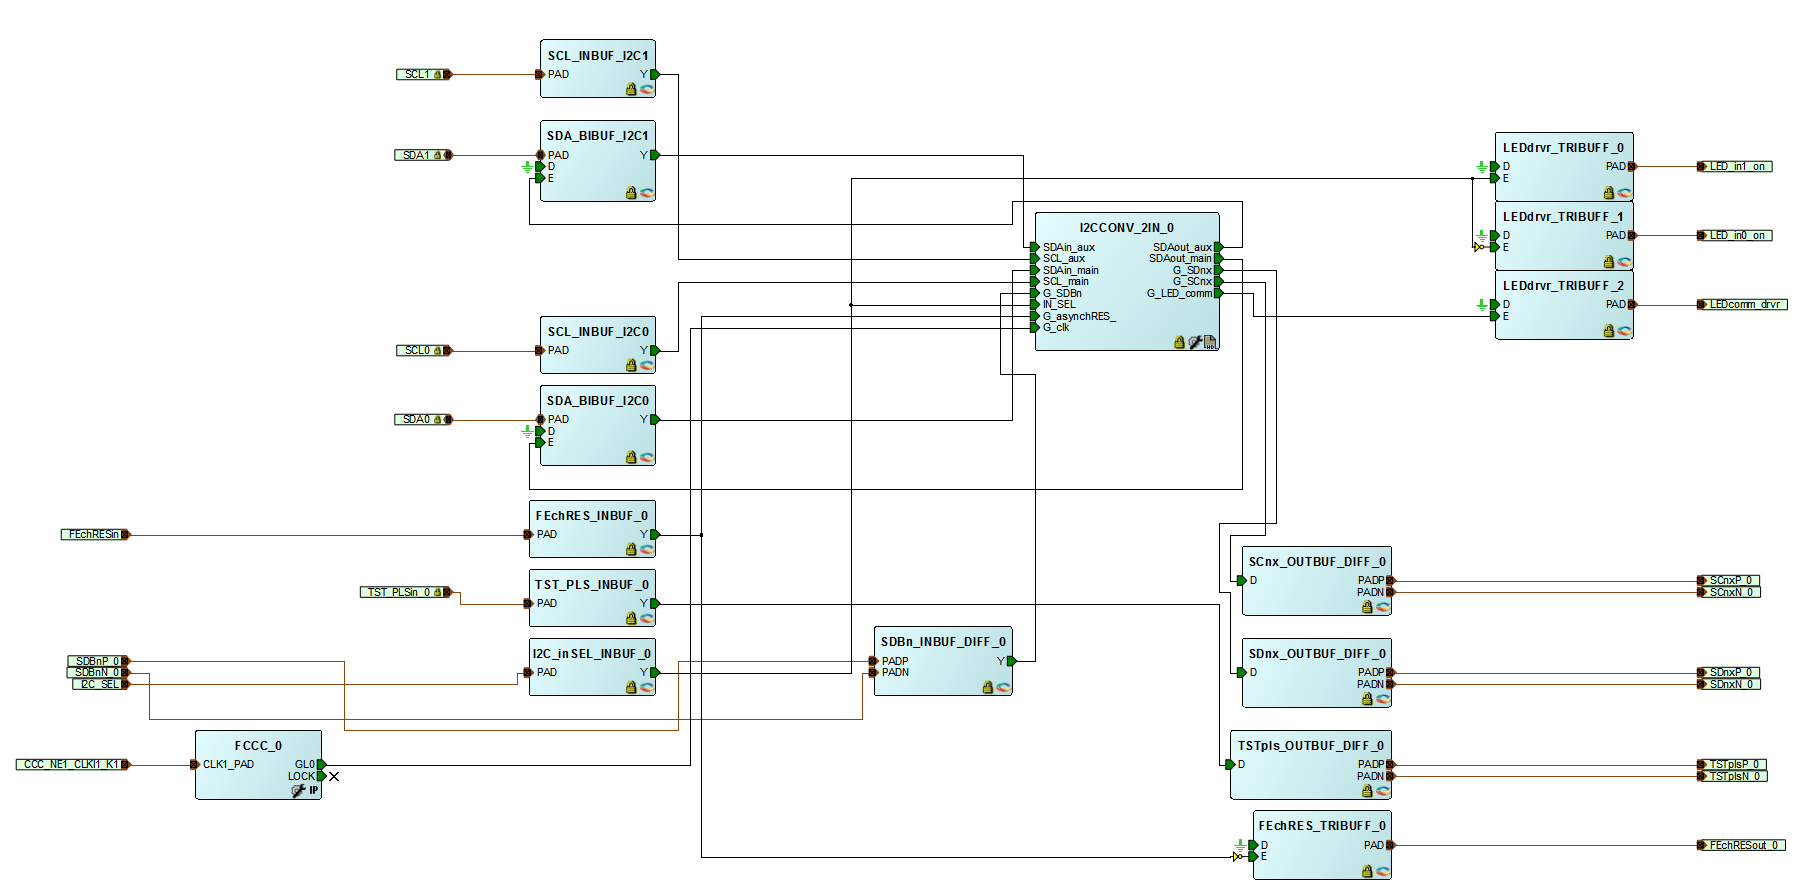 SCL_INBUF_I2C1
SCL1
PAD
Y
SDA_BIBUF_I2C1
SDA1
PAD
Y
D
E
LEDdrvr_TRIBUFF_0
D
PAD
E
LED_in1_on
LEDdrvr_TRIBUFF_1
D
PAD
E
LED_in0_on
LEDdrvr_TRIBUFF_2
D
PAD
E
LEDcomm_drvr
I2CCONV_2IN_0
SDAin_aux
SDAout_aux
SCL_aux
SDAout_main
SDAin_main
G_SDnx
SCL_main
G_SCnx
G_SDBn
G_LED_comm
IN_SEL
G_asynchRES_
G_clk
HDL
SCL_INBUF_I2C0
SCL0
PAD
Y
SDA_BIBUF_I2C0
SDA0
PAD
Y
D
E
FEchRES_INBUF_0
FEchRESin
PAD
Y
TST_PLS_INBUF_0
TST_PLSin_0
PAD
Y
I2C_inSEL_INBUF_0
SDBnP_0
SDBnN_0
I2C_SEL
PAD
Y
SDBn_INBUF_DIFF_0
PADP
Y
PADN
FCCC_0
CCC_NE1_CLKI1_K1
CLK1_PAD
GL0
LOCK
IP
SCnx_OUTBUF_DIFF_0
D
PADP
PADN
SCnxP_0
SCnxN_0
SDnx_OUTBUF_DIFF_0
D
PADP
PADN
SDnxP_0
SDnxN_0
TSTpls_OUTBUF_DIFF_0
D
PADP
PADN
TSTplsP_0
TSTplsN_0
FEchRES_TRIBUFF_0
D
PAD
E
FEchRESout_0